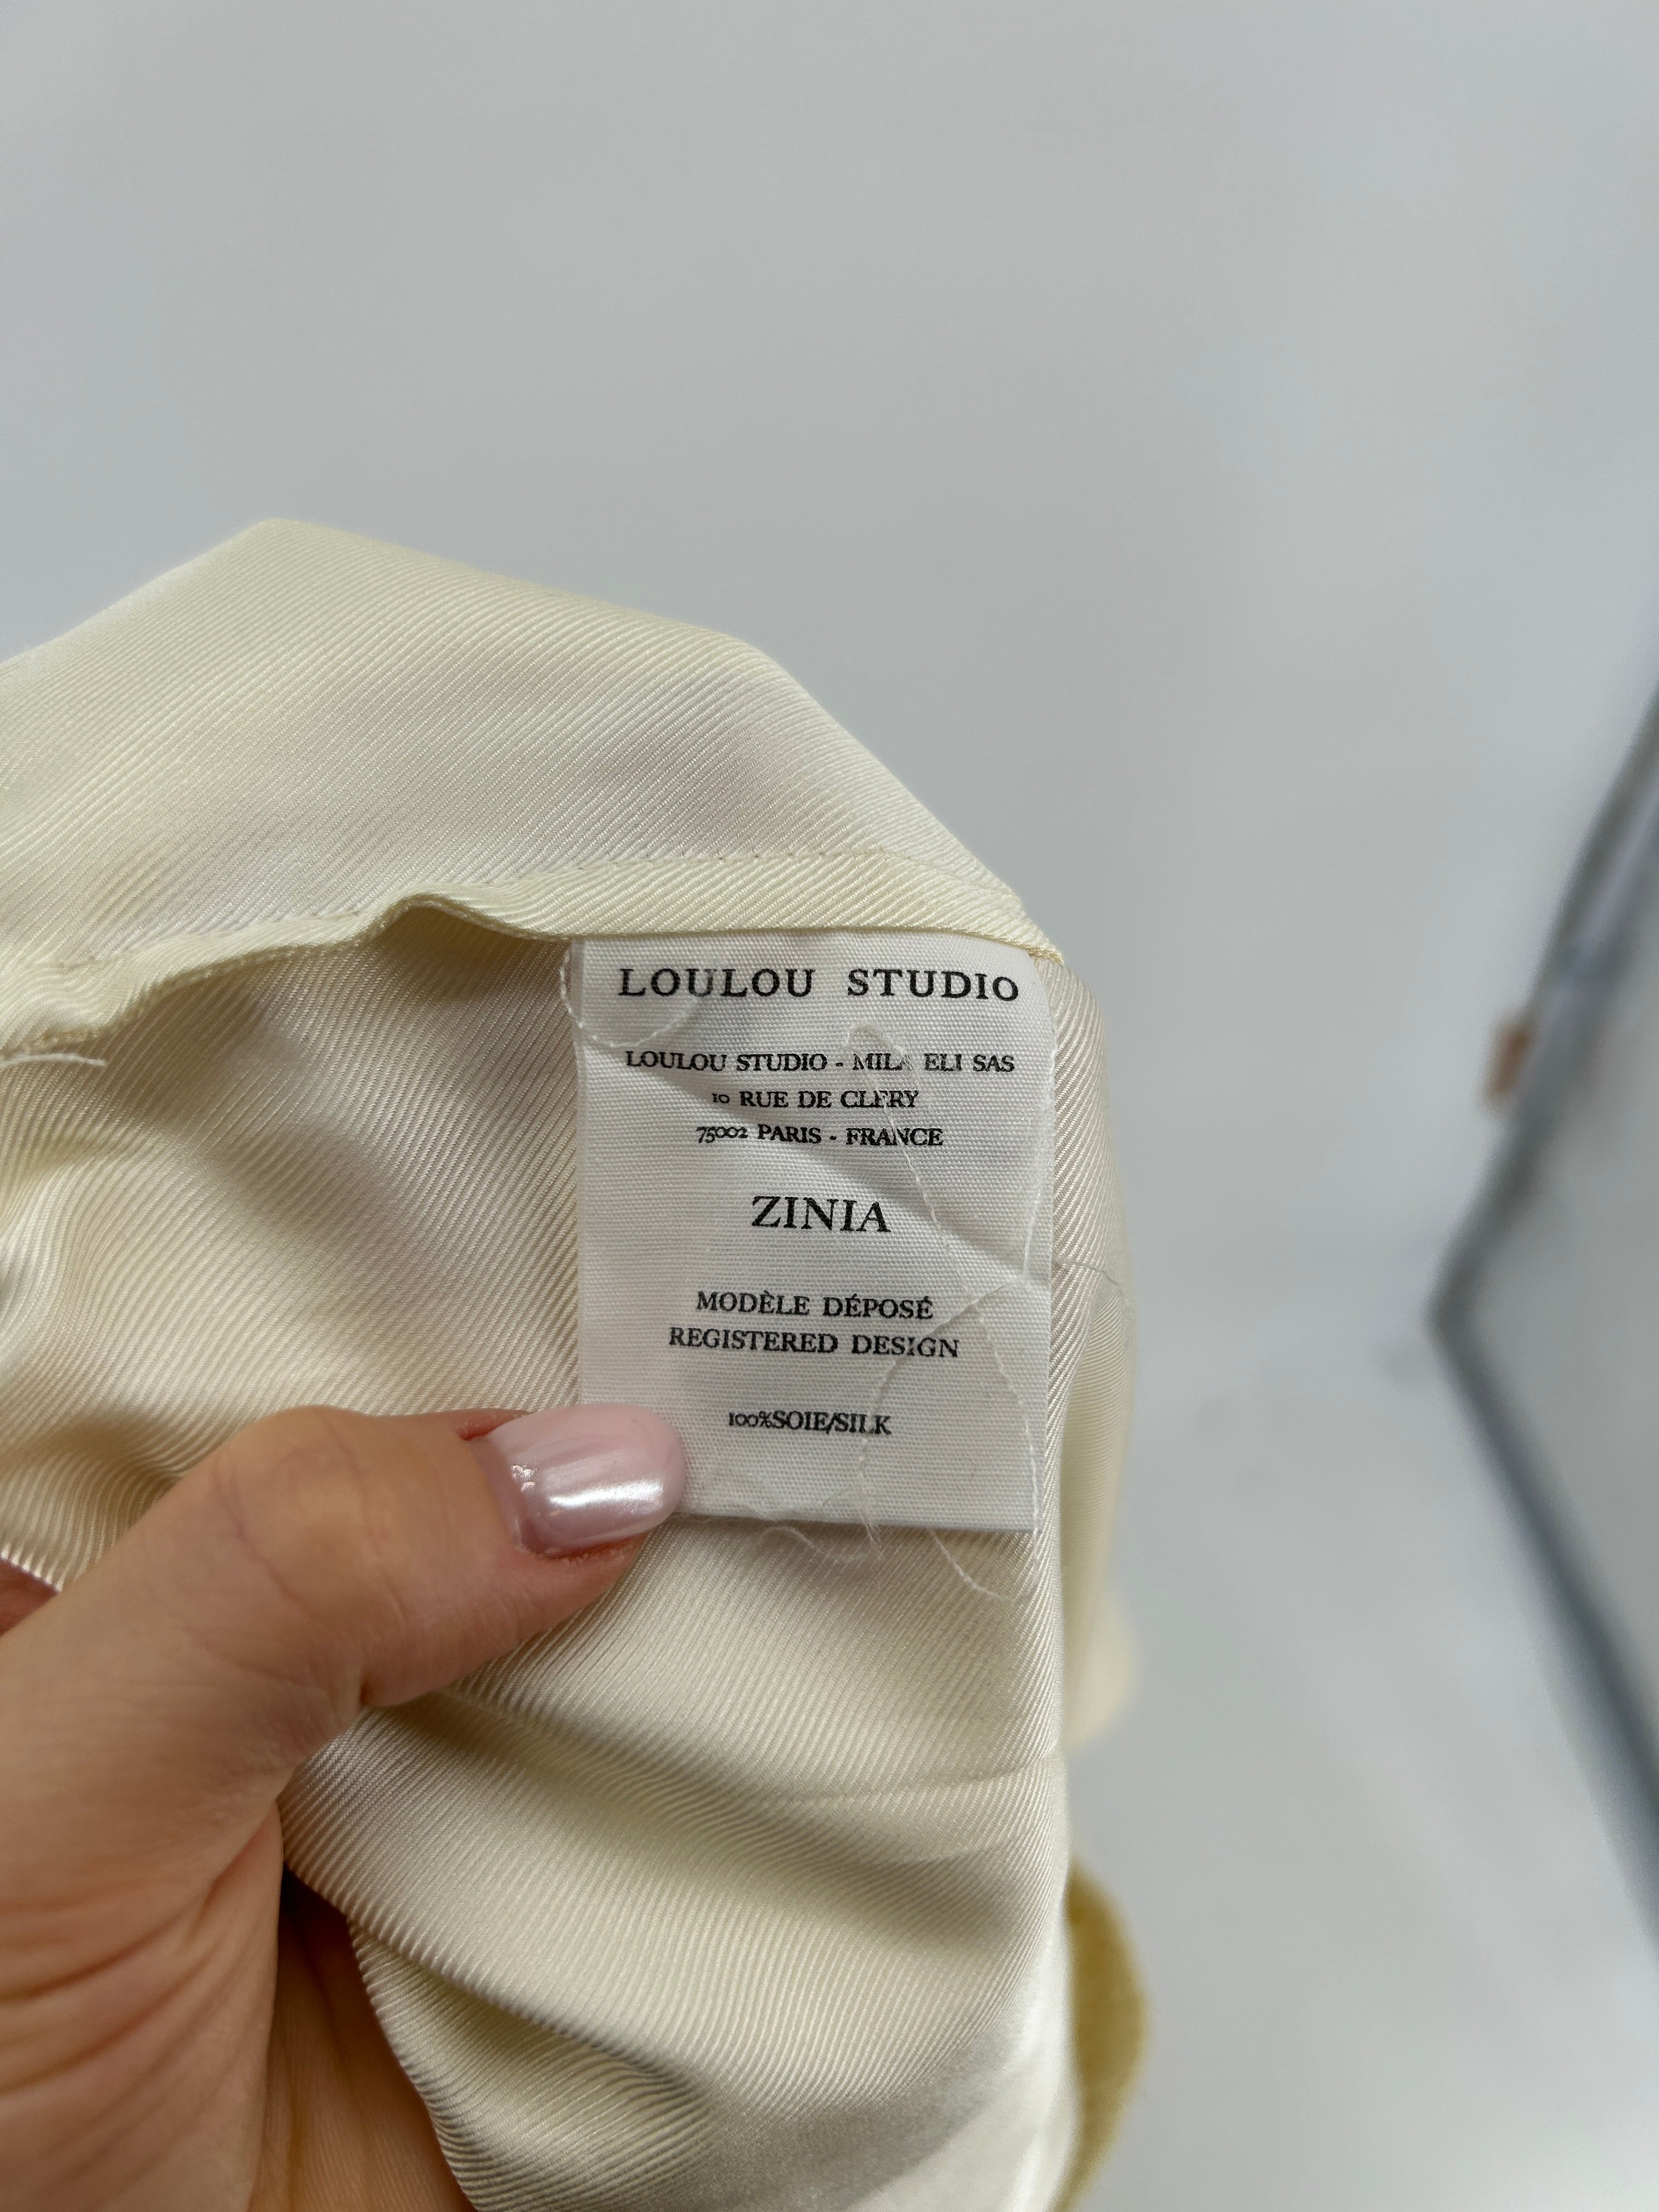 LOULOU STUDIO
LOULOU STUDIO - MILA ELI SAS
10 RUE DE CLERY
75002 PARIS - FRANCE
ZINIA
MODÈLE DÉPOSÉ
REGISTERED DESIGN
100%SOIE/SILK